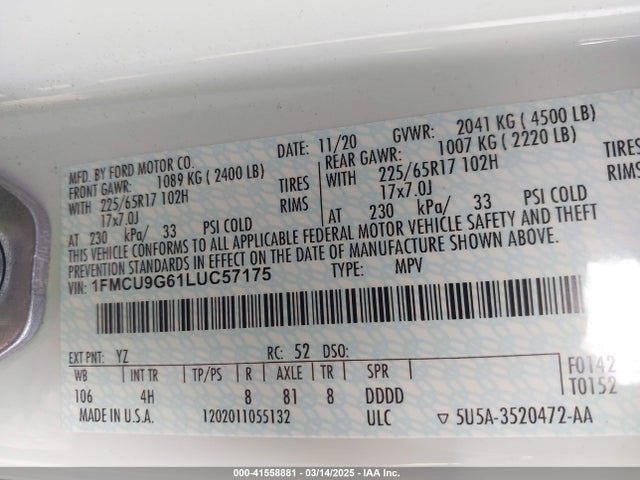 MFD. BY FORD MOTOR CO. DATE: 11/20 GVWR: 2041 KG ( 4500 LB)
FRONT GAWR: 1089 KG ( 2400 LB) REAR GAWR: 1007 KG ( 2220 LB)
WITH 225/65R17 102H TIRES WITH 225/65R17 102H TIRES
17x7.0J RIMS 17x7.0J RIMS
AT 230 kPa/ 33 PSI COLD AT 230 kPa/ 33 PSI COLD
THIS VEHICLE CONFORMS TO ALL APPLICABLE FEDERAL MOTOR VEHICLE SAFETY AND THEFT
PREVENTION STANDARDS IN EFFECT ON THE DATE OF MANUFACTURE SHOWN ABOVE.
VIN: 1FMCU9G61LUC57175 TYPE: MPV
EXT PNT: YZ RC: 52 DSO:
WB INT TR TP/PS R AXLE TR SPR
106 4H 8 81 8 DDDD
F0142
T0152
MADE IN U.S.A. 1202011055132 ULC ▽ 5U5A-3520472-AA
000-41558881 - 03/14/2025 - IAA Inc.